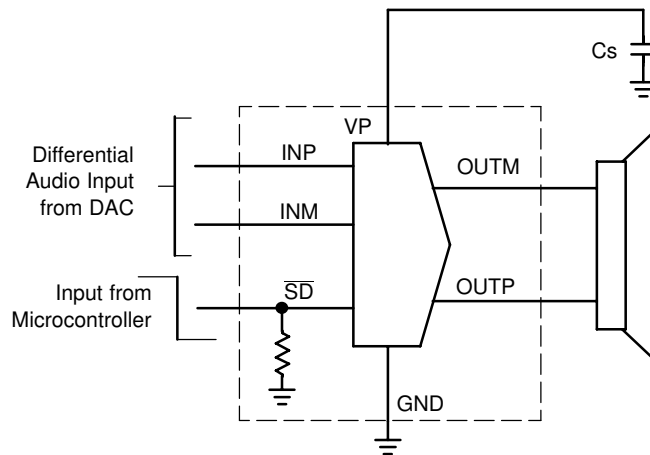 Cs
VP
Differential
Audio Input
from DAC
INP
OUTM
INM
Input from
Microcontroller
SD
OUTP
GND